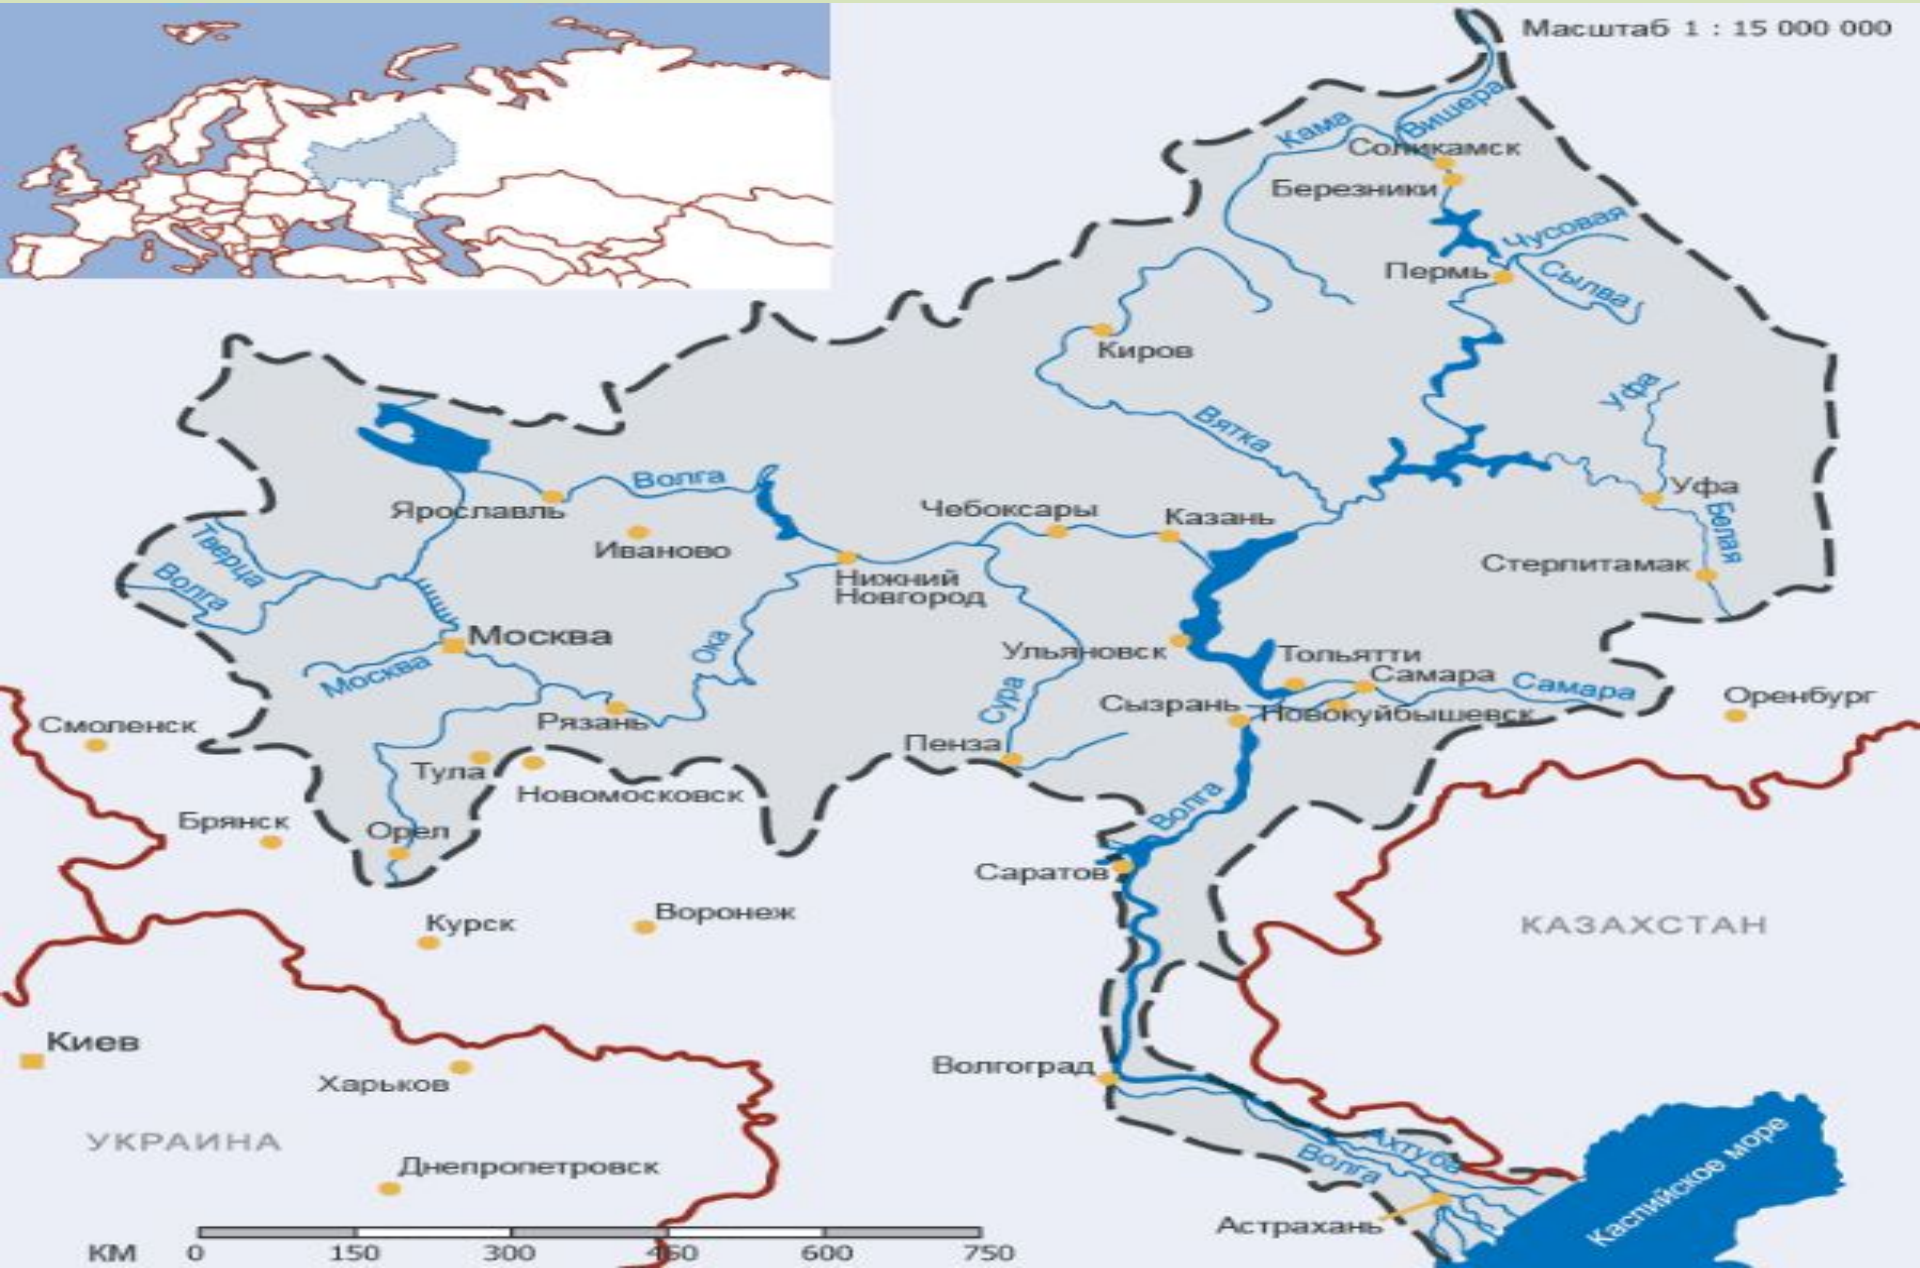 Масштаб 1 : 15 000 000
Кама
Вишера
Соликамск
Березники
Чусовая
Пермь
Сылва
Киров
Уфа
Вятка
Волга
Уфа
Ярославль
Чебоксары
Казань
Белая
Иваново
Тверца
Стерлитамак
Волга
Нижний
Новгород
Москва
Ока
Ульяновск
Тольятти
Москва
Самара
Самара
Сура
Сызрань
Новокуйбышевск
Оренбург
Смоленск
Рязань
Пенза
Тула
Новомосковск
Волга
Брянск
Орел
Саратов
Курск
Воронеж
КАЗАХСТАН
Киев
Волгоград
Харьков
УКРАИНА
Ахтуба
Волга
Днепропетровск
Каспийское море
Астрахань
КМ 0 150 300 450 600 750